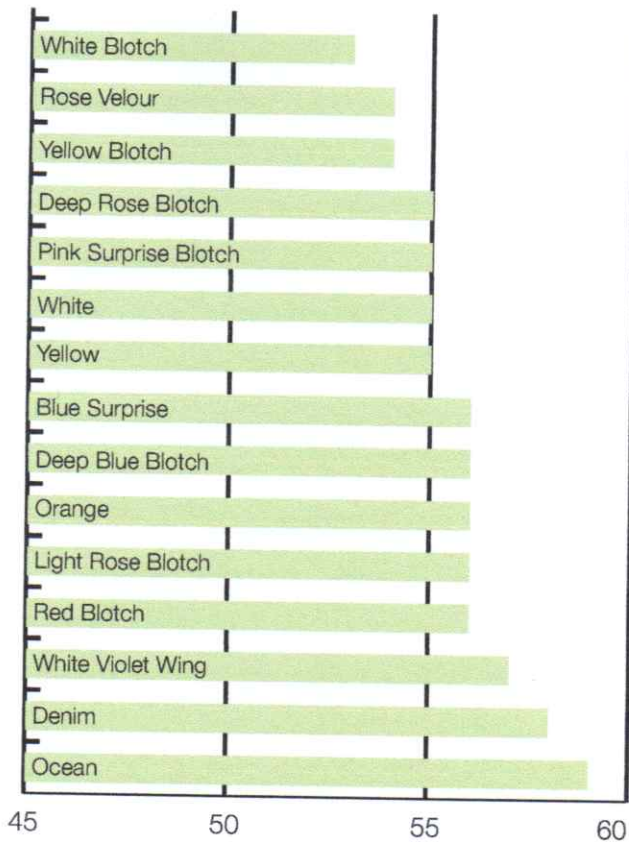 White Blotch
Rose Velour
Yellow Blotch
Deep Rose Blotch
Pink Surprise Blotch
White
Yellow
Blue Surprise
Deep Blue Blotch
Orange
Light Rose Blotch
Red Blotch
White Violet Wing
Denim
Ocean
45 50 55 60